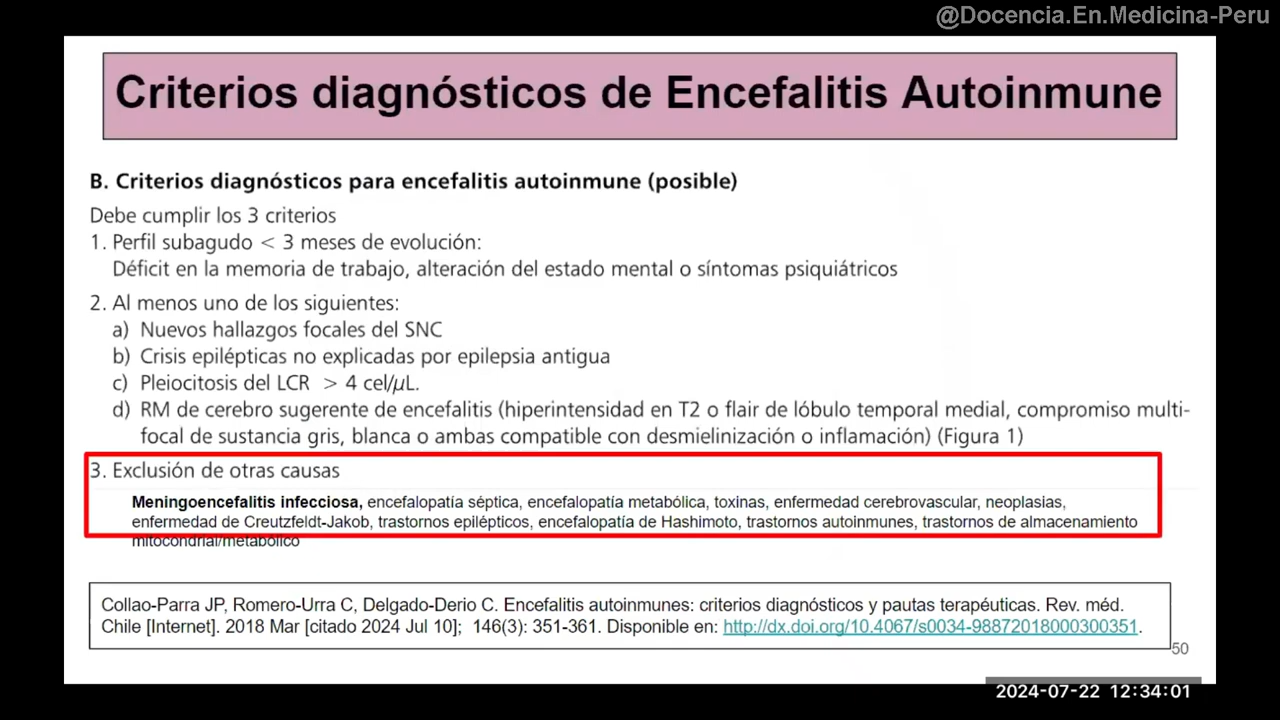 @Docencia.En.Medicina-Peru
Criterios diagnósticos de Encefalitis Autoinmune
B. Criterios diagnósticos para encefalitis autoinmune (posible)
Debe cumplir los 3 criterios
1. Perfil subagudo < 3 meses de evolución:
Déficit en la memoria de trabajo, alteración del estado mental o síntomas psiquiátricos
2. Al menos uno de los siguientes:
a) Nuevos hallazgos focales del SNC
b) Crisis epilépticas no explicadas por epilepsia antigua
c) Pleiocitosis del LCR > 4 cel/μL.
d) RM de cerebro sugerente de encefalitis (hiperintensidad en T2 o flair de lóbulo temporal medial, compromiso multi-
focal de sustancia gris, blanca o ambas compatible con desmielinización o inflamación) (Figura 1)
3. Exclusión de otras causas
Meningoencefalitis infecciosa, encefalopatía séptica, encefalopatía metabólica, toxinas, enfermedad cerebrovascular, neoplasias,
enfermedad de Creutzfeldt-Jakob, trastornos epilépticos, encefalopatía de Hashimoto, trastornos autoinmunes, trastornos de almacenamiento
mitocondrial/metabólico
Collao-Parra JP, Romero-Urra C, Delgado-Derio C. Encefalitis autoinmunes: criterios diagnósticos y pautas terapéuticas. Rev. méd.
Chile [Internet]. 2018 Mar [citado 2024 Jul 10]; 146(3): 351-361. Disponible en: http://dx.doi.org/10.4067/s0034-98872018000300351.
50
2024-07-22 12:34:01